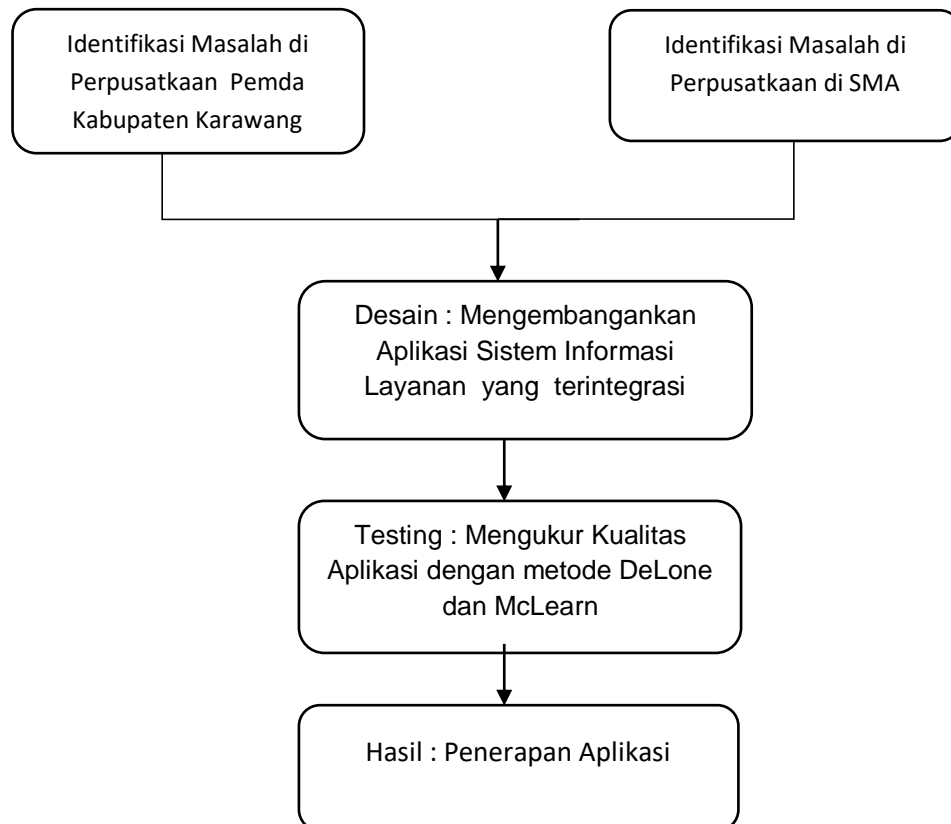 Identifikasi Masalah di
Perpusatkaan Pemda
Kabupaten Karawang
Identifikasi Masalah di
Perpusatkaan di SMA
Desain : Mengembangankan
Aplikasi Sistem Informasi
Layanan yang terintegrasi
Testing : Mengukur Kualitas
Aplikasi dengan metode DeLone
dan McLearn
Hasil : Penerapan Aplikasi